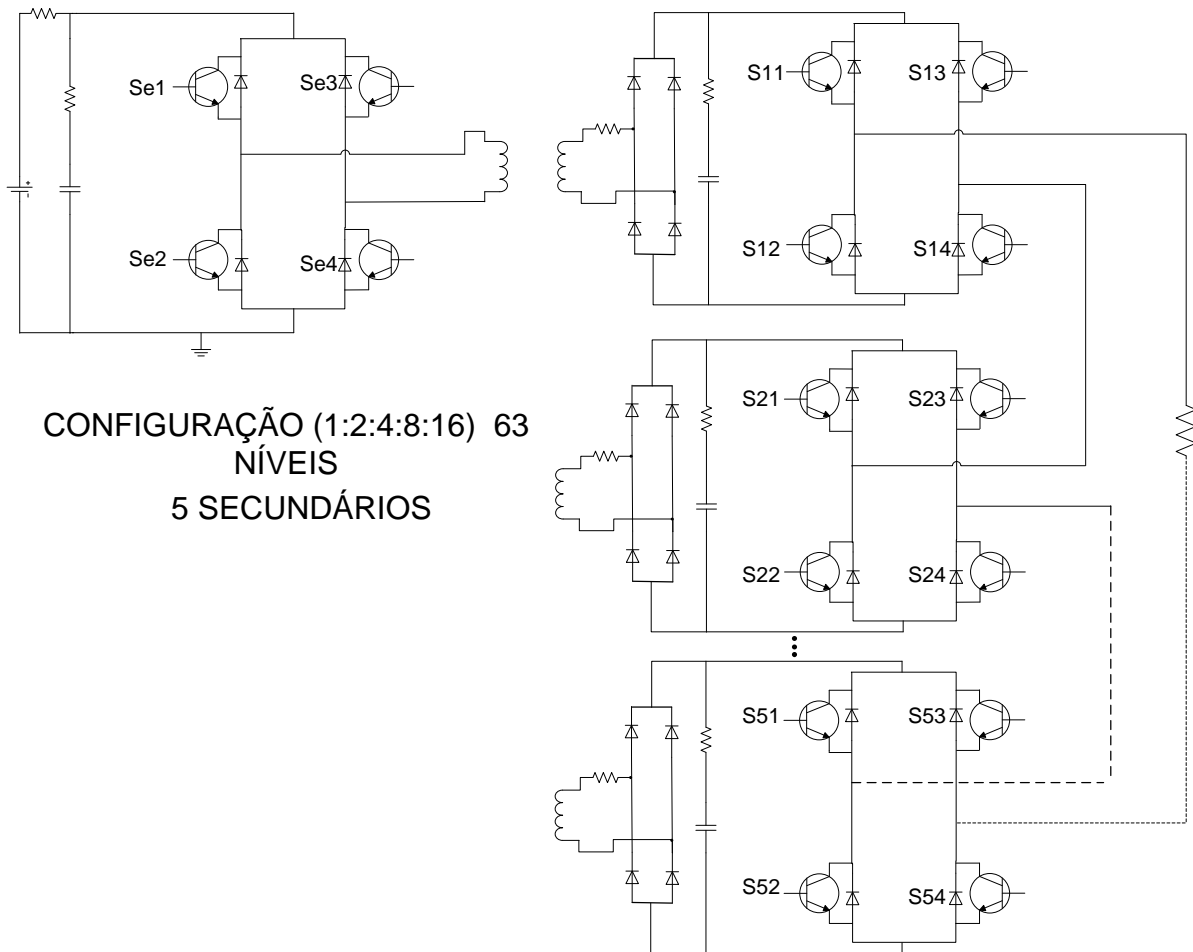 Se1
Se3
Se2
Se4
CONFIGURAÇÃO (1:2:4:8:16) 63
NÍVEIS
5 SECUNDÁRIOS
S11
S13
S12
S14
S21
S23
S22
S24
S51
S53
S52
S54